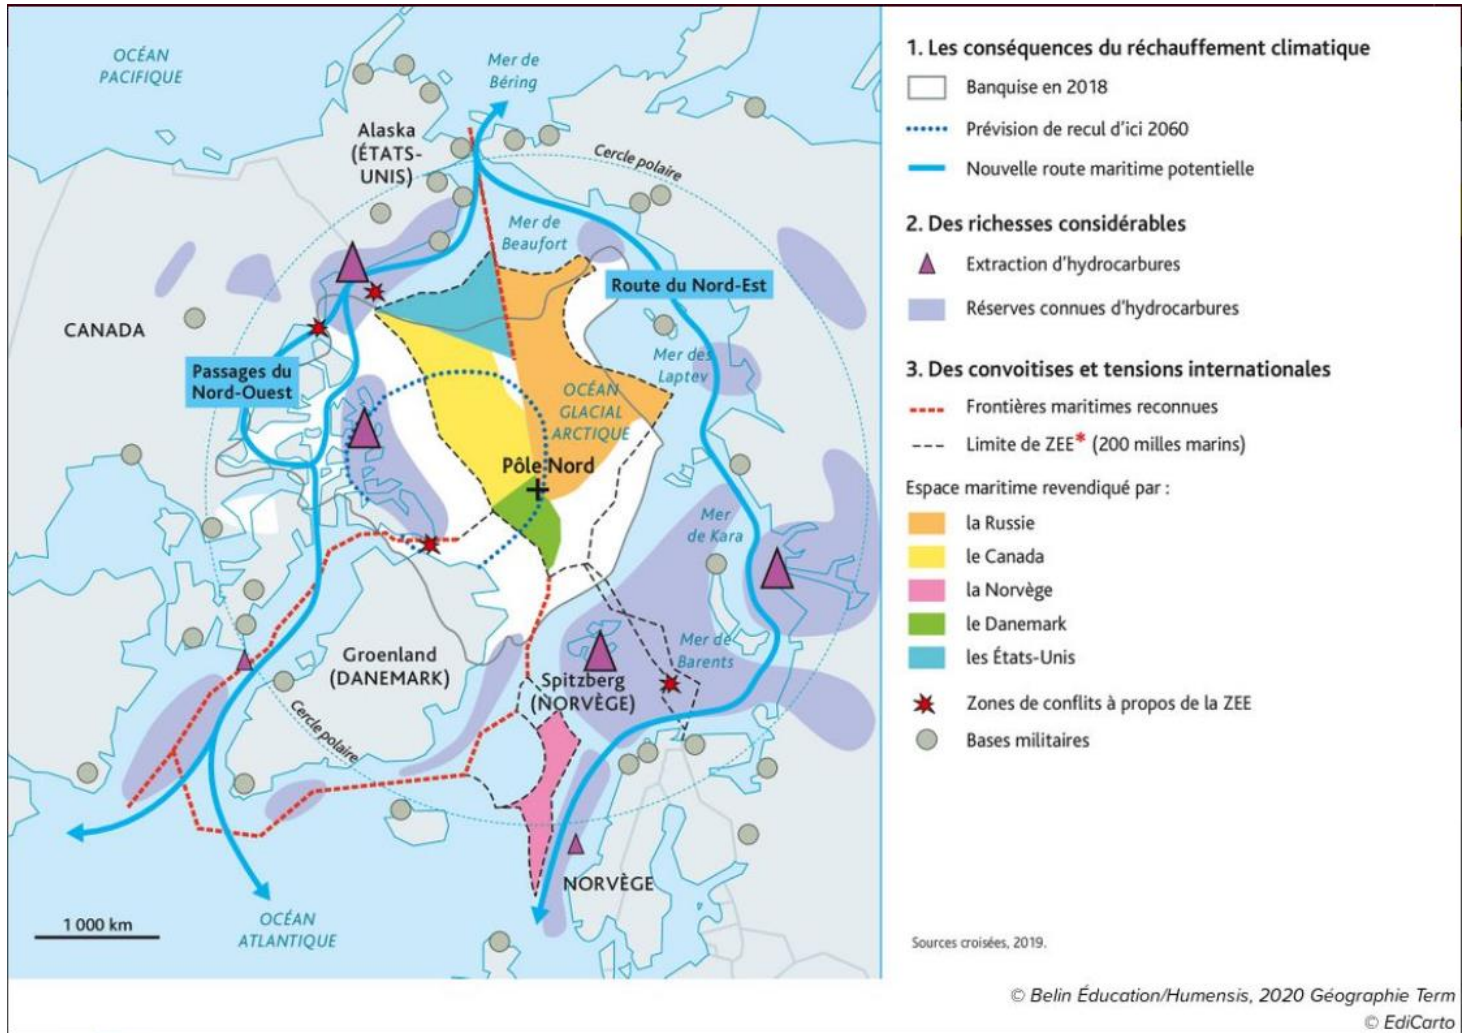 OCÉAN
PACIFIQUE
Mer de
Béring
Alaska
(ÉTATS-
UNIS)
Cercle polaire
Mer de
Beaufort
Route du Nord-Est
CANADA
Mer des
Laptev
Passages du
Nord-Ouest
OCÉAN
GLACIAL
ARCTIQUE
Pôle Nord
Mer
de Kara
Mer de
Barents
Groenland
(DANEMARK)
Spitzberg
(NORVÈGE)
Cercle polaire
NORVÈGE
1 000 km
OCÉAN
ATLANTIQUE
1. Les conséquences du réchauffement climatique
Banquise en 2018
Prévision de recul d'ici 2060
Nouvelle route maritime potentielle
2. Des richesses considérables
Extraction d'hydrocarbures
Réserves connues d'hydrocarbures
3. Des convoitises et tensions internationales
Frontières maritimes reconnues
Limite de ZEE* (200 milles marins)
Espace maritime revendiqué par :
la Russie
le Canada
la Norvège
le Danemark
les États-Unis
Zones de conflits à propos de la ZEE
Bases militaires
Sources croisées, 2019.
© Belin Éducation/Humensis, 2020 Géographie Term
© EdiCarto